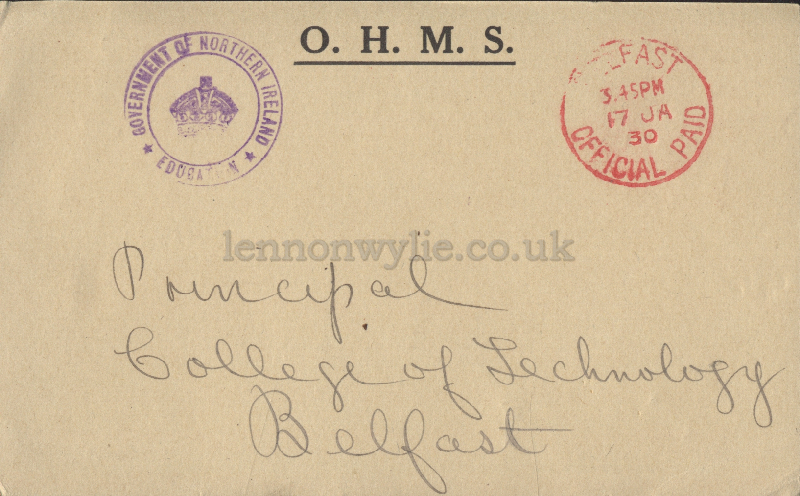 O. H. M. S.
GOVERNMENT OF NORTHERN IRELAND
★ EDUCATION ★
BELFAST
3.45PM
17 JA
30
OFFICIAL PAID
lennonwylie.co.uk
Principal
College of Technology
Belfast